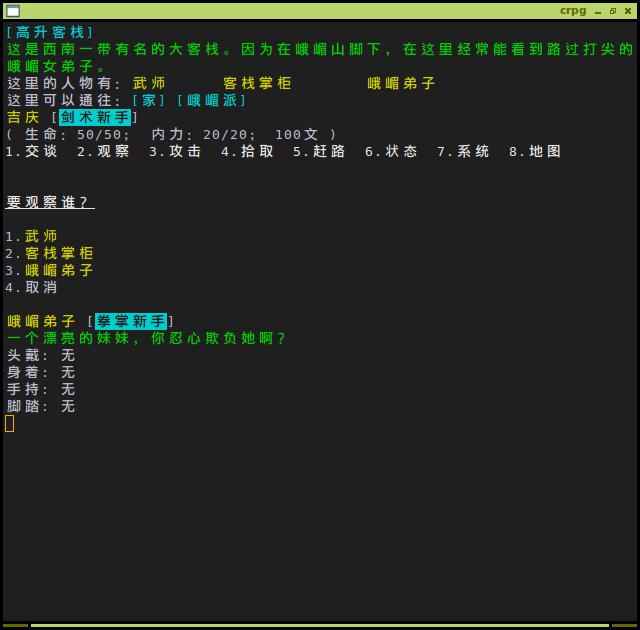 crpg
[高升客栈]
这是西南一带有名的大客栈。因为在峨嵋山脚下，在这里经常能看到路过打尖的
峨嵋女弟子。
这里的人物有: 武师 客栈掌柜 峨嵋弟子
这里可以通往: [家] [峨嵋派]
吉庆 [剑术新手]
( 生命: 50/50; 内力: 20/20; 100文 )
1.交谈 2.观察 3.攻击 4.拾取 5.赶路 6.状态 7.系统 8.地图
要观察谁?
1.武师
2.客栈掌柜
3.峨嵋弟子
4.取消
峨嵋弟子 [拳掌新手]
一个漂亮的妹妹，你忍心欺负她啊?
头戴: 无
身着: 无
手持: 无
脚踏: 无